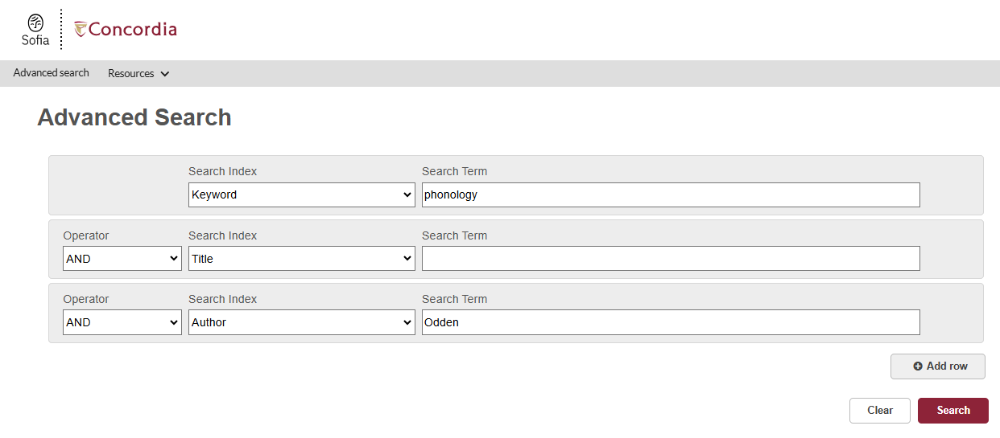 Sofia
Concordia
Advanced search Resources
Advanced Search
Search Index Search Term
Keyword phonology
Operator Search Index Search Term
AND Title
Operator Search Index Search Term
AND Author Odden
Add row
Clear Search